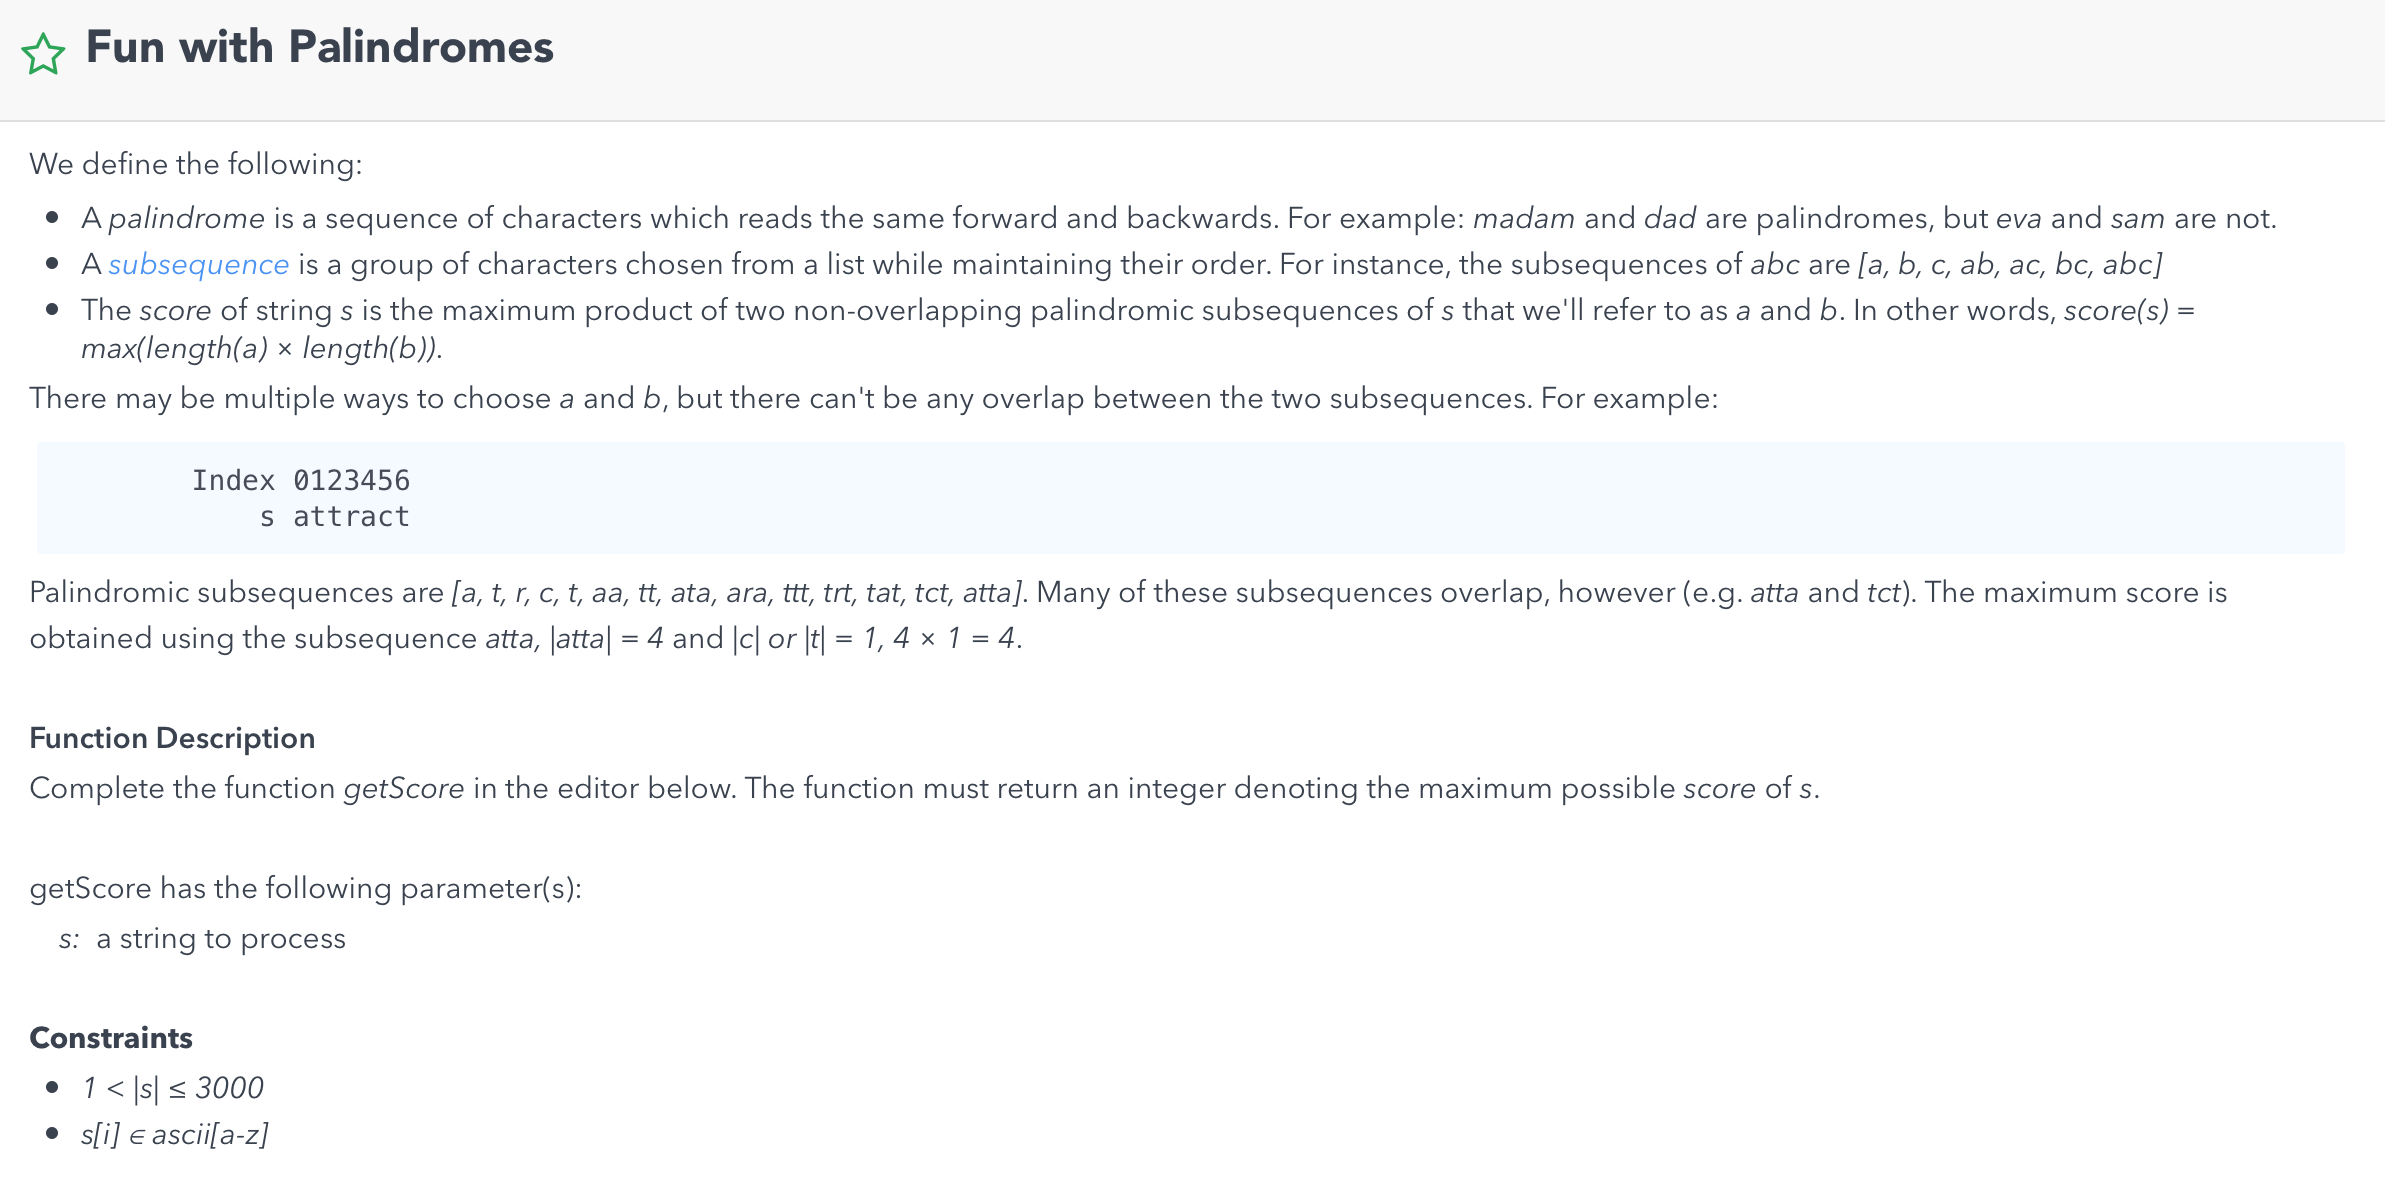 Fun with Palindromes
We define the following:
• A palindrome is a sequence of characters which reads the same forward and backwards. For example: madam and dad are palindromes, but eva and sam are not.
• A subsequence is a group of characters chosen from a list while maintaining their order. For instance, the subsequences of abc are [a, b, c, ab, ac, bc, abc]
• The score of string s is the maximum product of two non-overlapping palindromic subsequences of s that we'll refer to as a and b. In other words, score(s) =
max(length(a) × length(b)).
There may be multiple ways to choose a and b, but there can't be any overlap between the two subsequences. For example:
Index 0123456
s attract
Palindromic subsequences are [a, t, r, c, t, aa, tt, ata, ara, ttt, trt, tat, tct, atta]. Many of these subsequences overlap, however (e.g. atta and tct). The maximum score is
obtained using the subsequence atta, |atta| = 4 and |c| or |t| = 1, 4 × 1 = 4.
Function Description
Complete the function getScore in the editor below. The function must return an integer denoting the maximum possible score of s.
getScore has the following parameter(s):
s: a string to process
Constraints
• 1 < |s| ≤ 3000
• s[i] ∈ ascii[a-z]